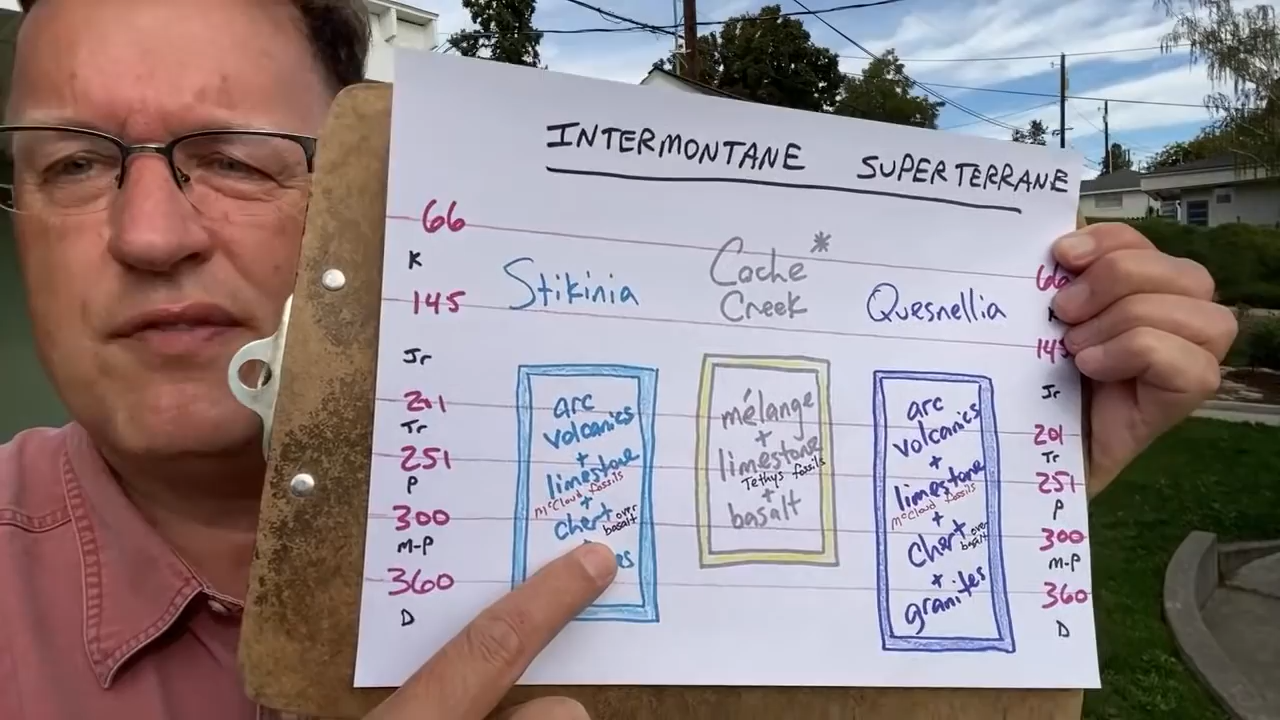 INTERMONTANE SUPERTERRANE
66
K
145
Jr
201
Tr
251
P
300
M-P
360
D
Stikinia
arc
volcanics
+
limestone
McCloud fossils
+
chert over
basalt
Cache *
Creek
mélange
+
limestone
Tethys fossils
+
basalt
Quesnellia
arc
volcanics
+
limestone
McCloud fossils
+
chert over
basalt
+
granites
66
K
145
Jr
201
Tr
251
P
300
M-P
360
D